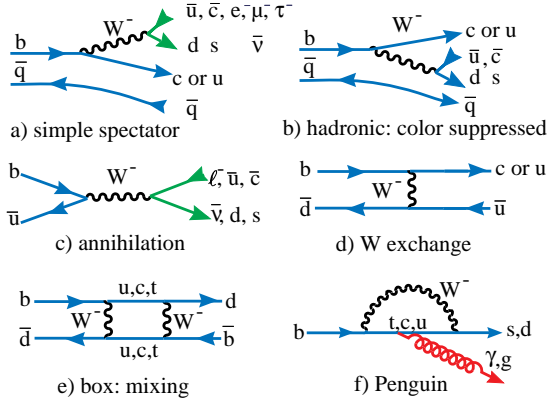 W⁻ u̅, c̅, e⁻, μ⁻, τ⁻
b d s ν̅
q̅ c or u
q̅
a) simple spectator
W⁻ c or u
b u̅, c̅
q̅ d s
q̅
b) hadronic: color suppressed
b W⁻ ℓ⁻, u̅, c̅
u̅ ν̅, d, s
c) annihilation
b c or u
W⁻
d̅ u̅
d) W exchange
u,c,t
b d
W⁻ W⁻
d̅ b̅
u,c,t
e) box: mixing
W⁻
b t,c,u s,d
γ,g
f) Penguin